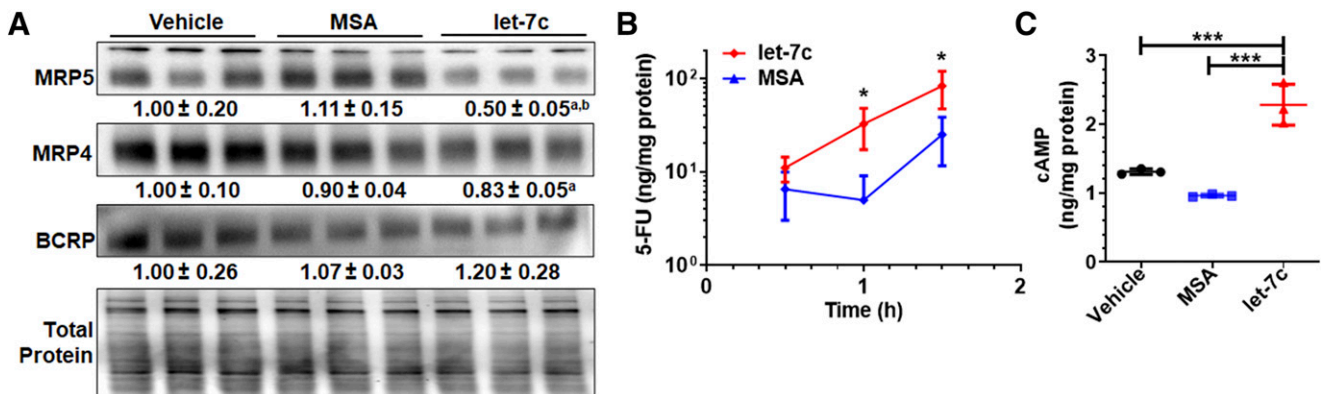 A
Vehicle MSA let-7c
MRP5
1.00 ± 0.20 1.11 ± 0.15 0.50 ± 0.05a,b
MRP4
1.00 ± 0.10 0.90 ± 0.04 0.83 ± 0.05a
BCRP
1.00 ± 0.26 1.07 ± 0.03 1.20 ± 0.28
Total
Protein
B
let-7c
MSA
5-FU (ng/mg protein)
10²
10¹
10⁰
* *
0 1 2
Time (h)
C
***
***
cAMP
(ng/mg protein)
3
2
1
0
Vehicle
MSA
let-7c